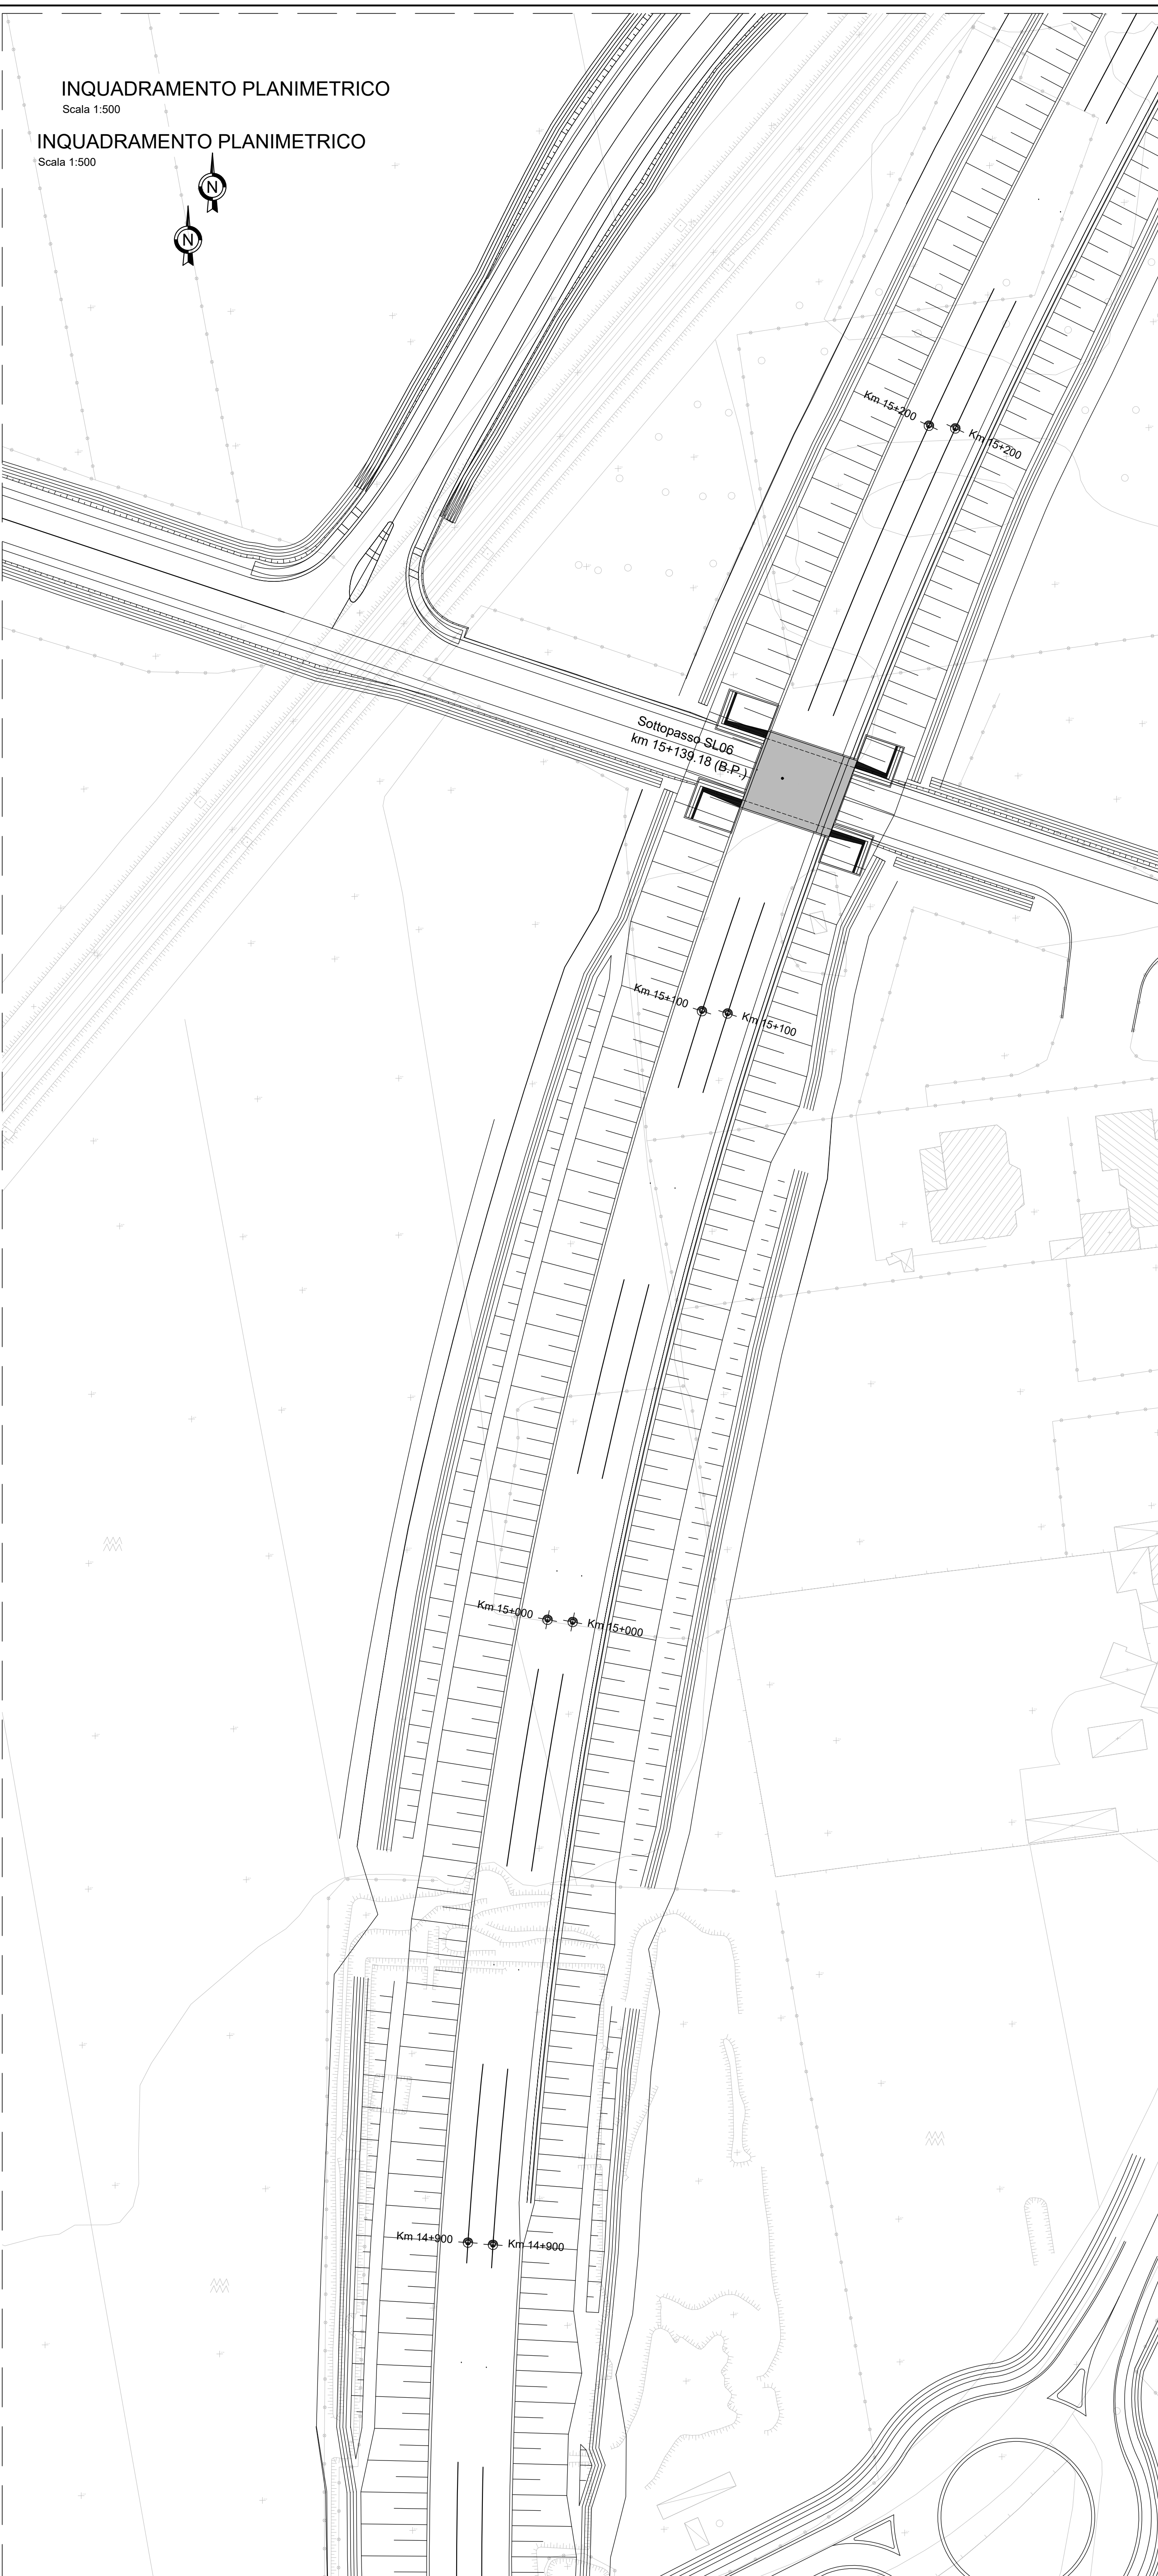 INQUADRAMENTO PLANIMETRICO
Scala 1:500
INQUADRAMENTO PLANIMETRICO
Scala 1:500
N
N
Km 15+200
Km 15+200
Sottopasso SL06
km 15+139.18 (B.P.)
Km 15+100
Km 15+100
Km 15+000
Km 15+000
Km 14+900
Km 14+900